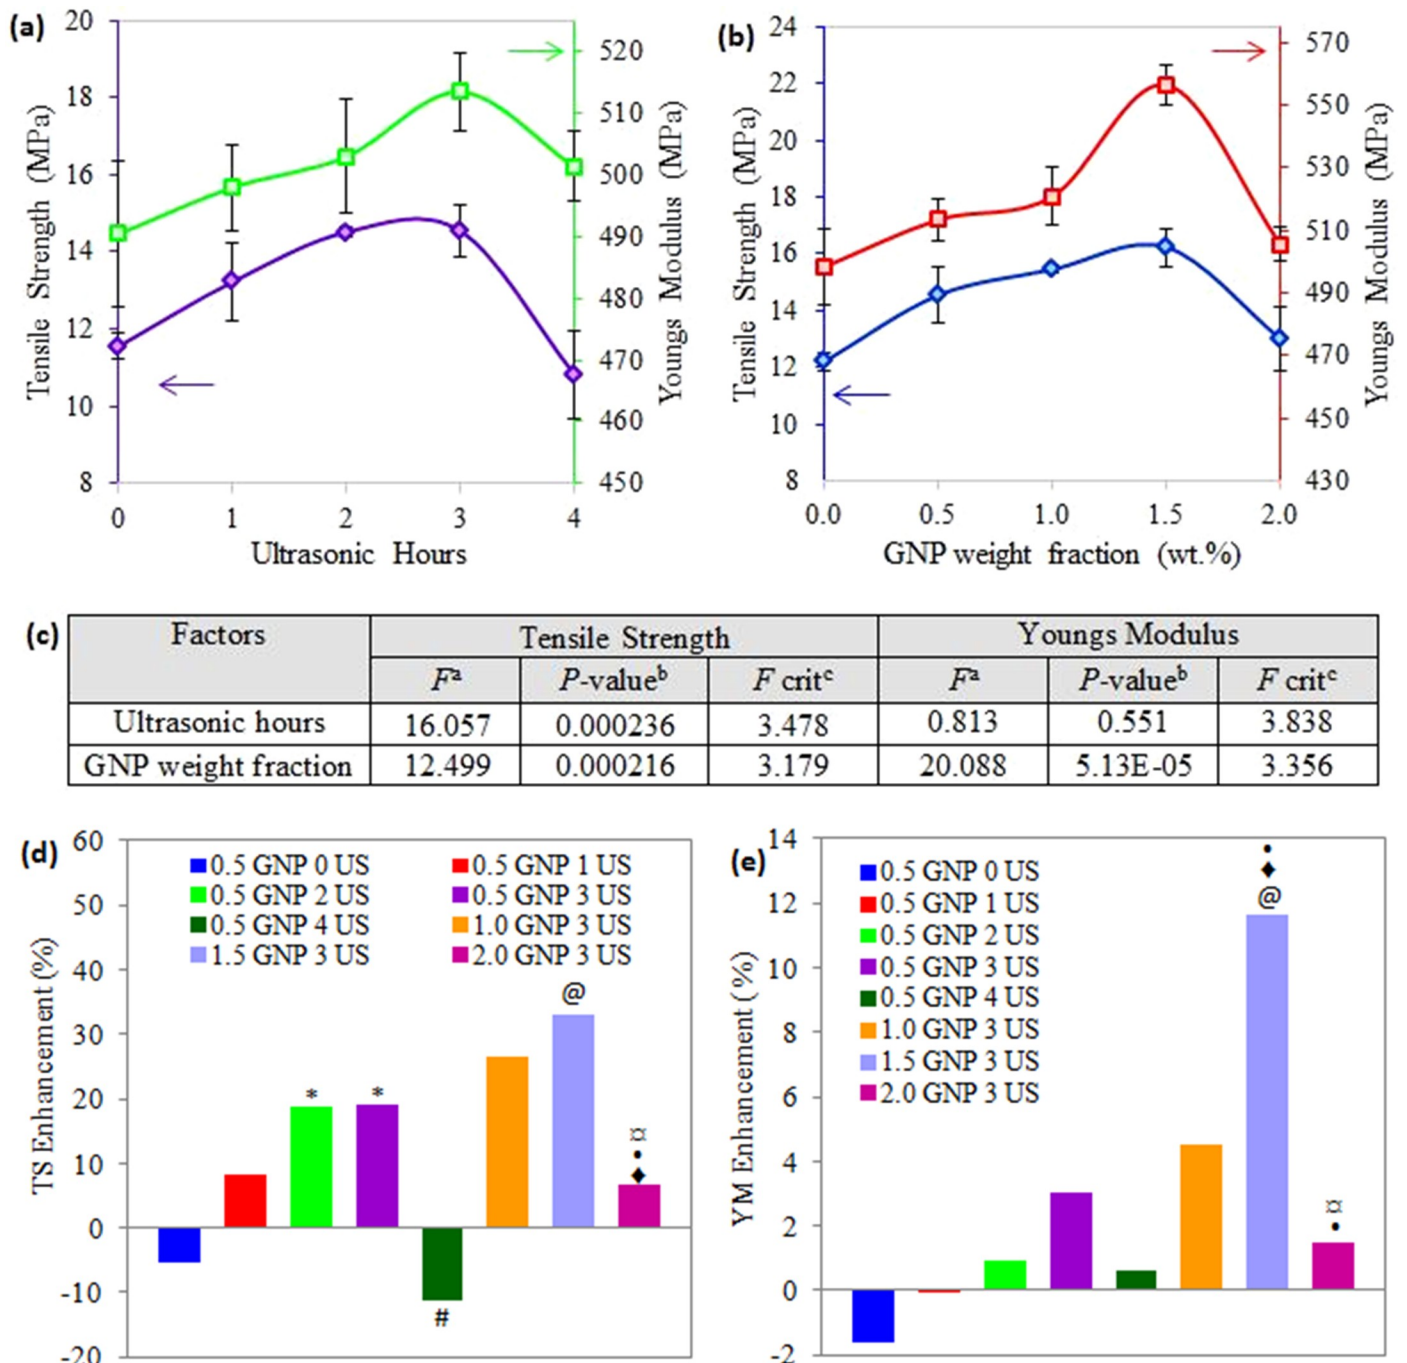 (a)
Tensile Strength (MPa)
20
18
16
14
12
10
8
520
510
500
490
480
470
460
450
Youngs Modulus (MPa)
0 1 2 3 4
Ultrasonic Hours
(b)
Tensile Strength (MPa)
24
22
20
18
16
14
12
10
8
570
550
530
510
490
470
450
430
Youngs Modulus (MPa)
0.0 0.5 1.0 1.5 2.0
GNP weight fraction (wt.%)
(c)
Factors Tensile Strength Youngs Modulus
Fᵃ P-valueᵇ F critᶜ Fᵃ P-valueᵇ F critᶜ
Ultrasonic hours 16.057 0.000236 3.478 0.813 0.551 3.838
GNP weight fraction 12.499 0.000216 3.179 20.088 5.13E-05 3.356
(d)
TS Enhancement (%)
60
50
40
30
20
10
0
-10
-20
0.5 GNP 0 US 0.5 GNP 1 US
0.5 GNP 2 US 0.5 GNP 3 US
0.5 GNP 4 US 1.0 GNP 3 US
1.5 GNP 3 US 2.0 GNP 3 US
* * # @ ¤ • ♦
(e)
YM Enhancement (%)
14
12
10
8
6
4
2
0
-2
0.5 GNP 0 US
0.5 GNP 1 US
0.5 GNP 2 US
0.5 GNP 3 US
0.5 GNP 4 US
1.0 GNP 3 US
1.5 GNP 3 US
2.0 GNP 3 US
• ♦ @ ¤ •